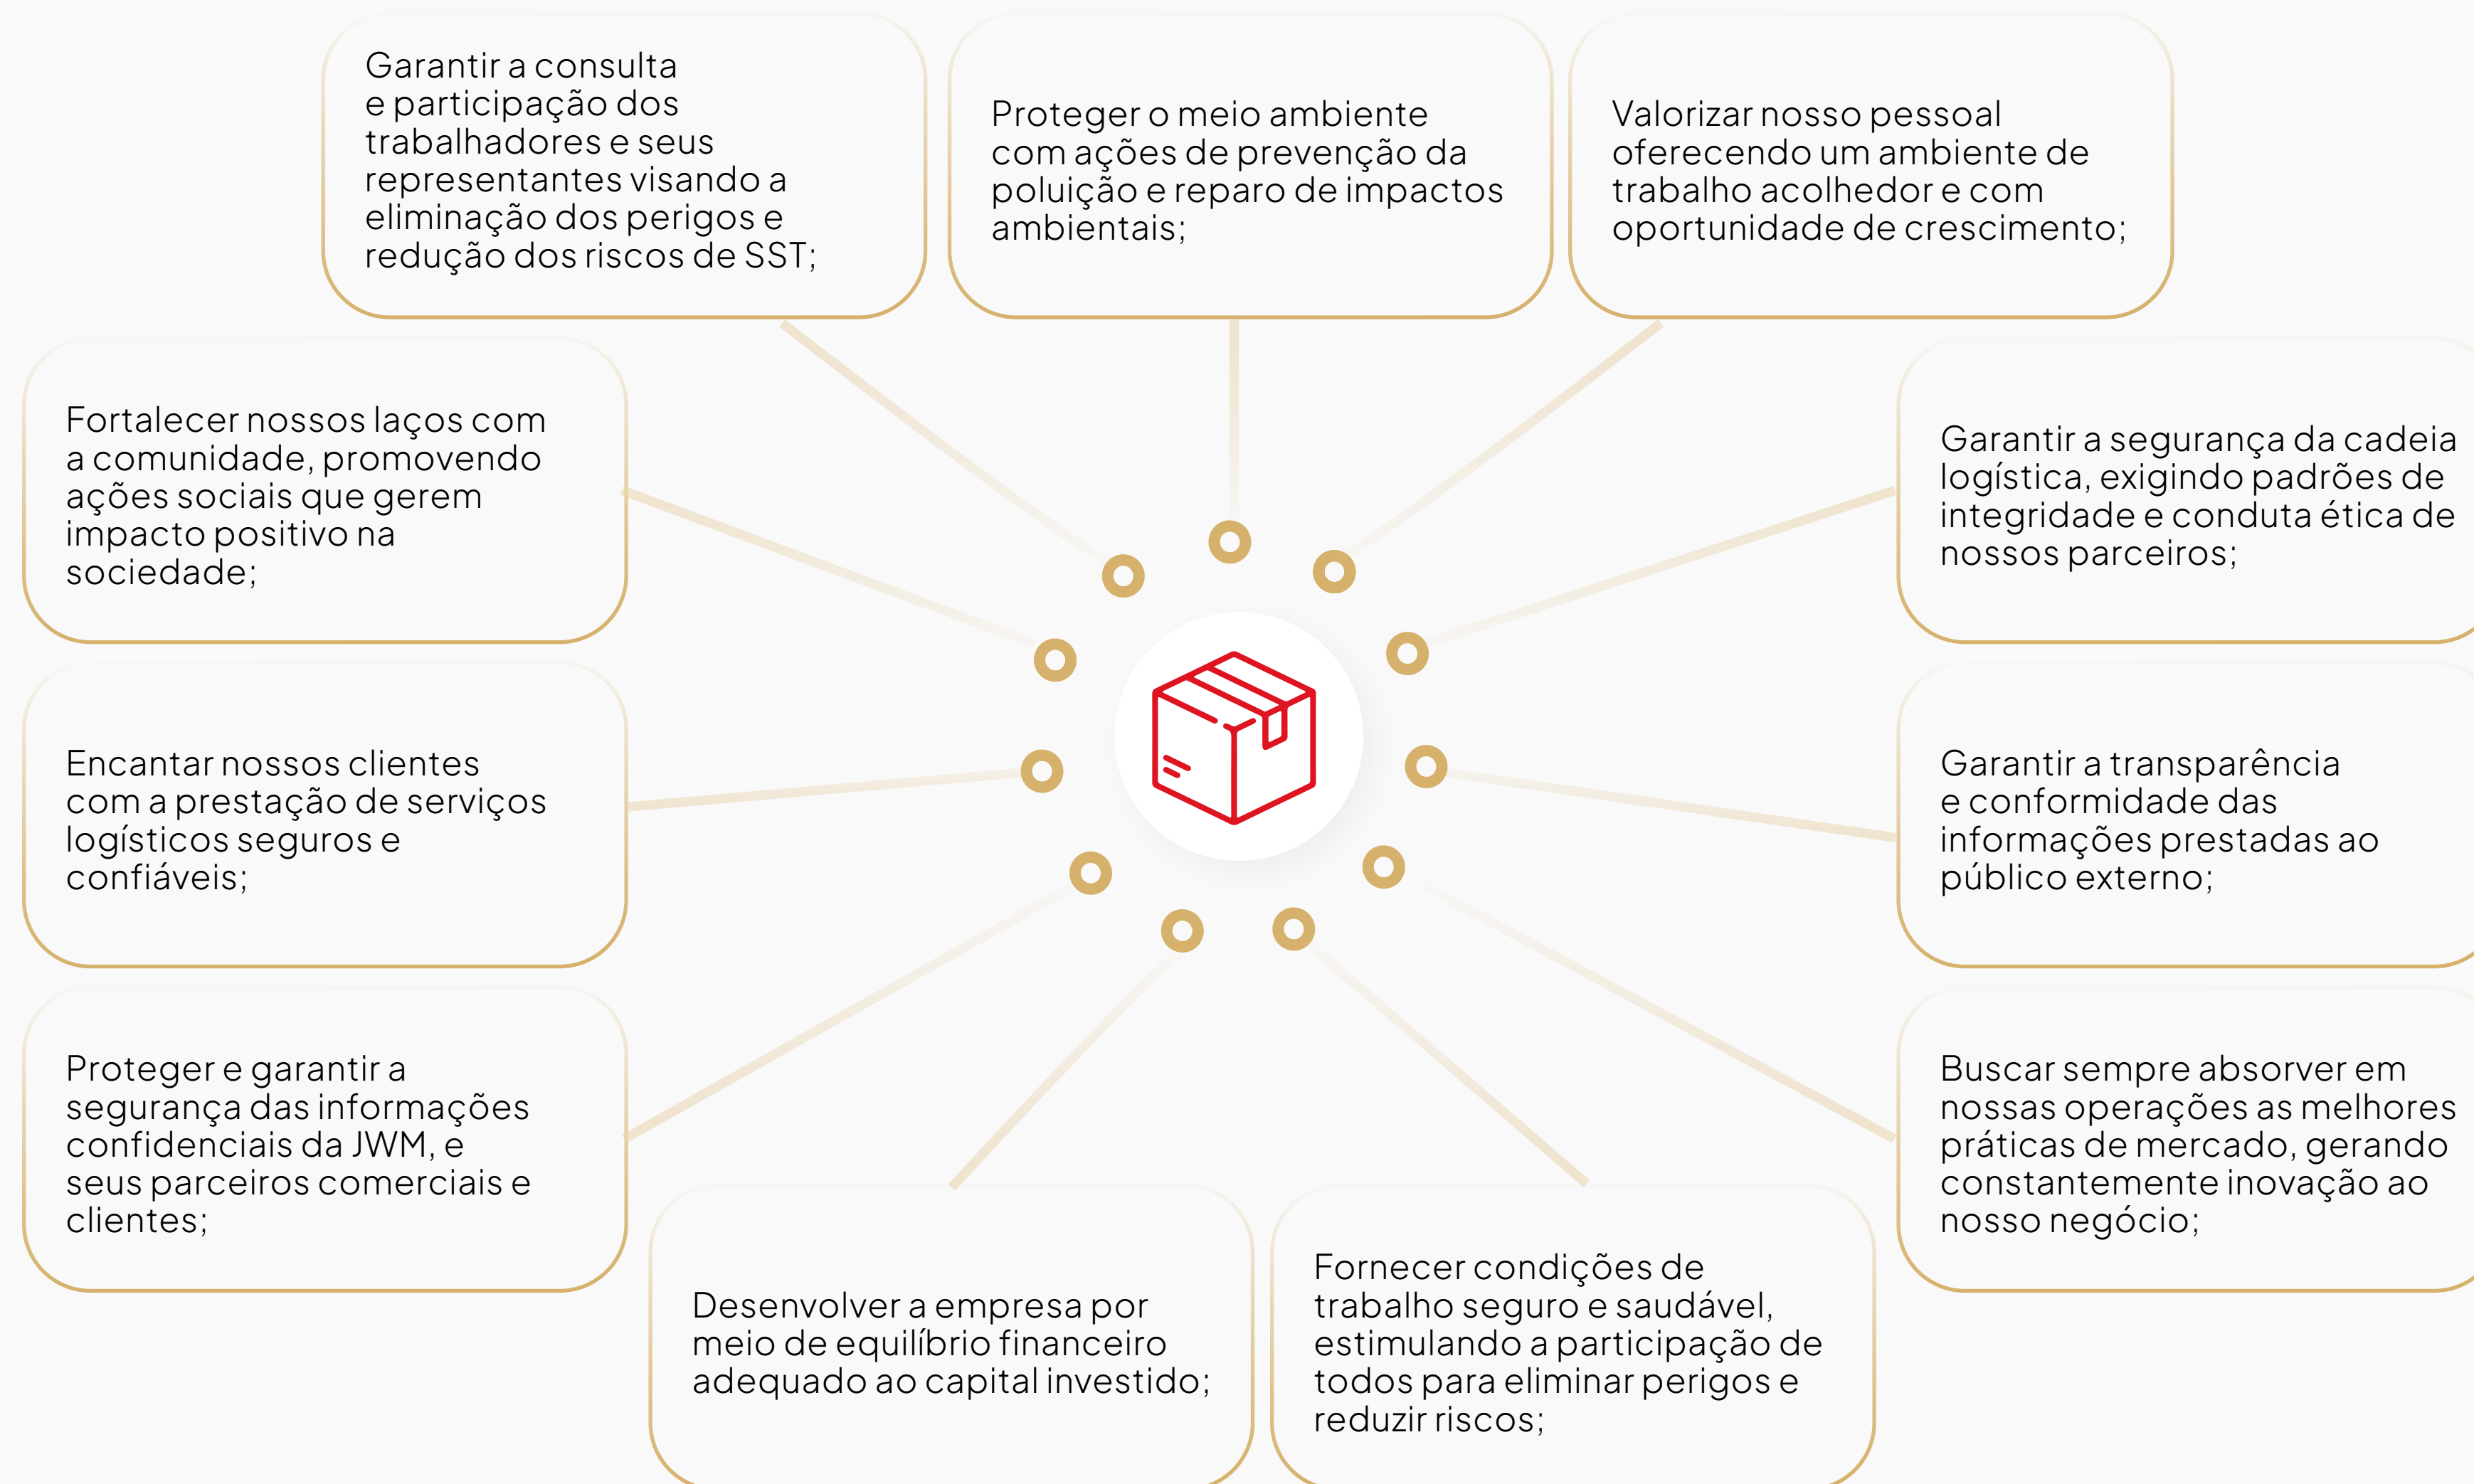 Garantir a consulta
e participação dos
trabalhadores e seus
representantes visando a
eliminação dos perigos e
redução dos riscos de SST;
Proteger o meio ambiente
com ações de prevenção da
poluição e reparo de impactos
ambientais;
Valorizar nosso pessoal
oferecendo um ambiente de
trabalho acolhedor e com
oportunidade de crescimento;
Fortalecer nossos laços com
a comunidade, promovendo
ações sociais que gerem
impacto positivo na
sociedade;
Garantir a segurança da cadeia
logística, exigindo padrões de
integridade e conduta ética de
nossos parceiros;
Encantar nossos clientes
com a prestação de serviços
logísticos seguros e
confiáveis;
Garantir a transparência
e conformidade das
informações prestadas ao
público externo;
Proteger e garantir a
segurança das informações
confidenciais da JWM, e
seus parceiros comerciais e
clientes;
Buscar sempre absorver em
nossas operações as melhores
práticas de mercado, gerando
constantemente inovação ao
nosso negócio;
Desenvolver a empresa por
meio de equilíbrio financeiro
adequado ao capital investido;
Fornecer condições de
trabalho seguro e saudável,
estimulando a participação de
todos para eliminar perigos e
reduzir riscos;